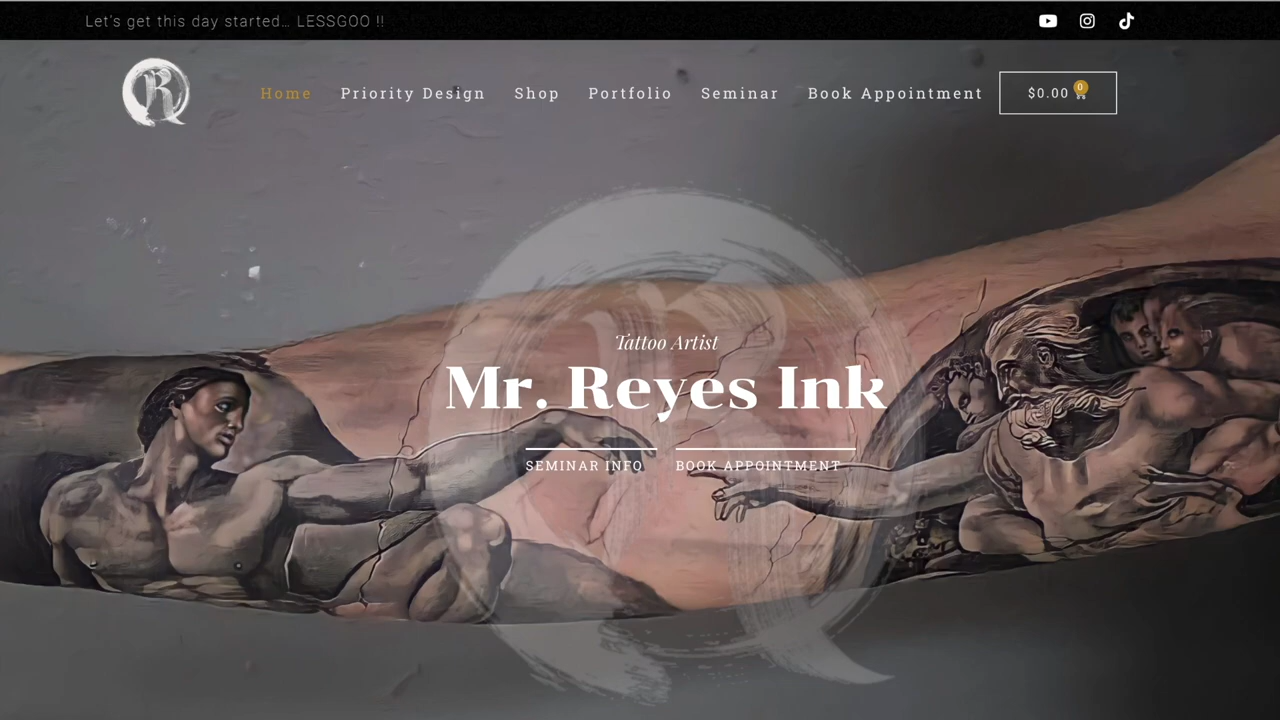 Let's get this day started… LESSGOO !!
R
Home Priority Design Shop Portfolio Seminar Book Appointment $0.00 0
Tattoo Artist
Mr. Reyes Ink
SEMINAR INFO BOOK APPOINTMENT